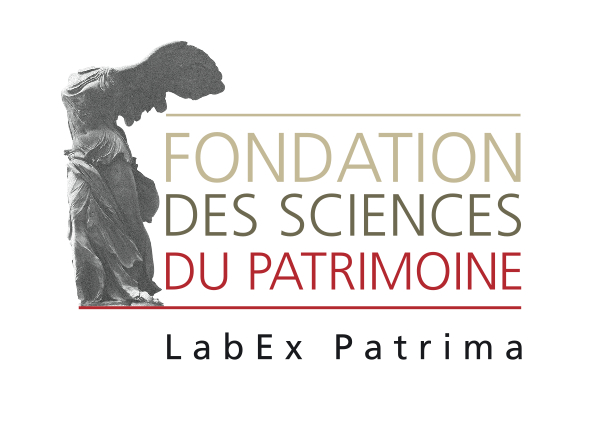 FONDATION
DES SCIENCES
DU PATRIMOINE
LabEx Patrima